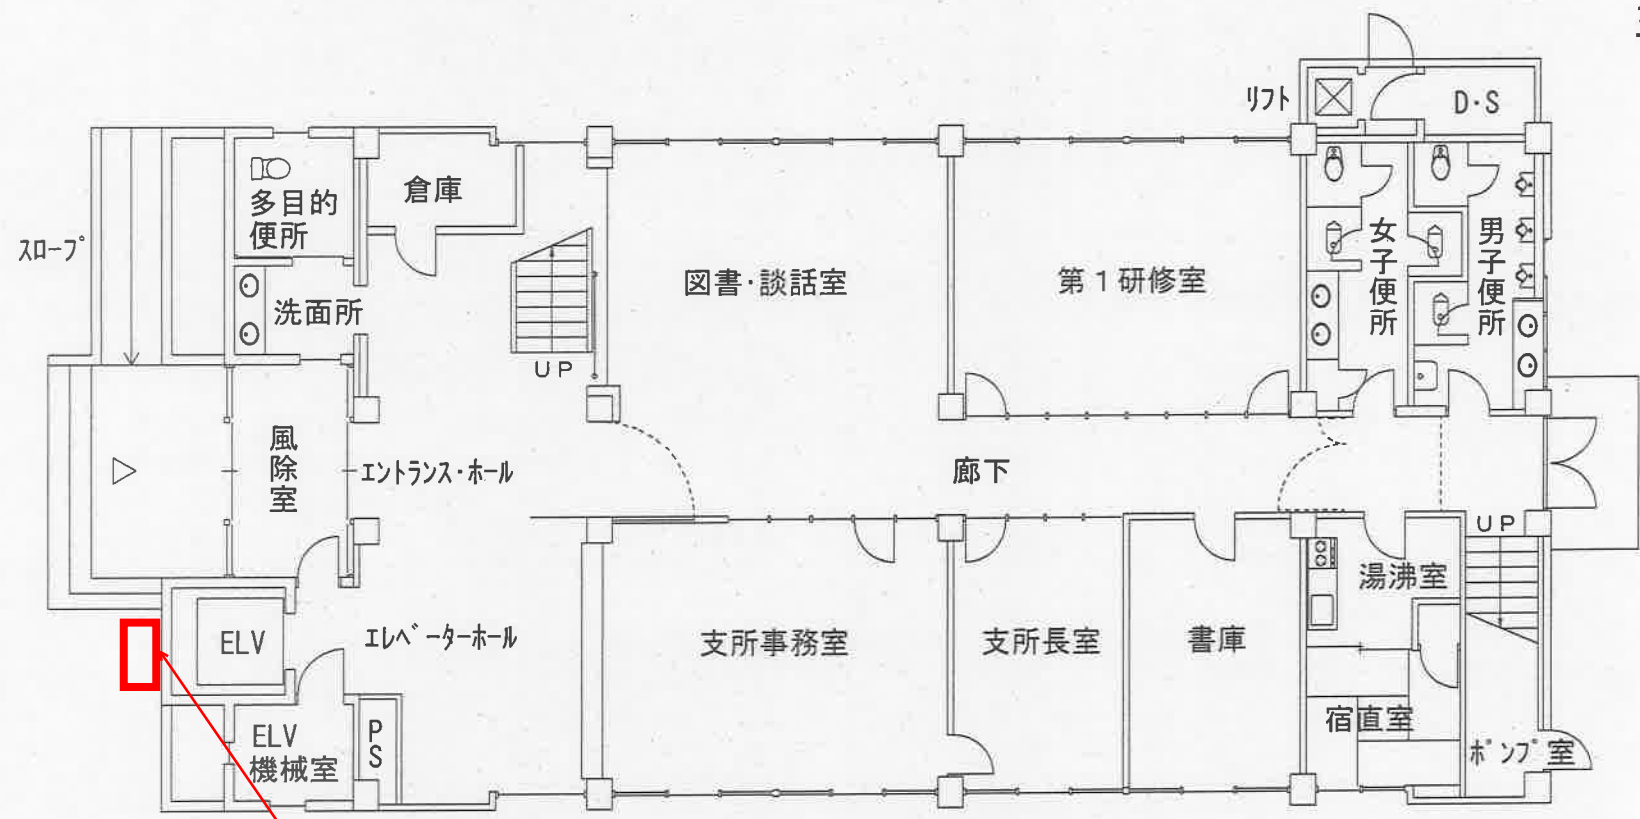 リフト
D・S
多目的
便所
倉庫
スロープ
洗面所
図書・談話室
第1研修室
女子便所
男子便所
UP
風除室
エントランス・ホール
廊下
UP
湯沸室
ELV
エレベーターホール
支所事務室
支所長室
書庫
宿直室
ポンプ室
ELV
機械室
PS